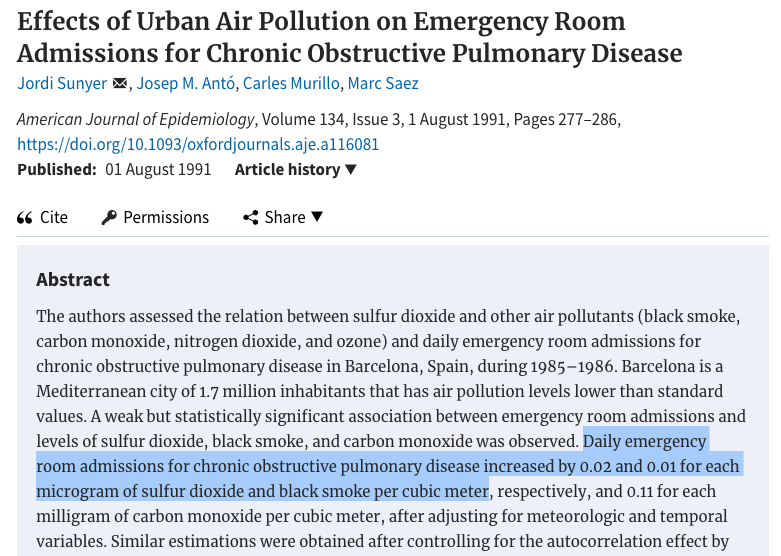 Effects of Urban Air Pollution on Emergency Room
Admissions for Chronic Obstructive Pulmonary Disease
Jordi Sunyer, Josep M. Antó, Carles Murillo, Marc Saez
American Journal of Epidemiology, Volume 134, Issue 3, 1 August 1991, Pages 277–286,
https://doi.org/10.1093/oxfordjournals.aje.a116081
Published: 01 August 1991 Article history ▼
Cite Permissions Share ▼
Abstract
The authors assessed the relation between sulfur dioxide and other air pollutants (black smoke,
carbon monoxide, nitrogen dioxide, and ozone) and daily emergency room admissions for
chronic obstructive pulmonary disease in Barcelona, Spain, during 1985–1986. Barcelona is a
Mediterranean city of 1.7 million inhabitants that has air pollution levels lower than standard
values. A weak but statistically significant association between emergency room admissions and
levels of sulfur dioxide, black smoke, and carbon monoxide was observed. Daily emergency
room admissions for chronic obstructive pulmonary disease increased by 0.02 and 0.01 for each
microgram of sulfur dioxide and black smoke per cubic meter, respectively, and 0.11 for each
milligram of carbon monoxide per cubic meter, after adjusting for meteorologic and temporal
variables. Similar estimations were obtained after controlling for the autocorrelation effect by